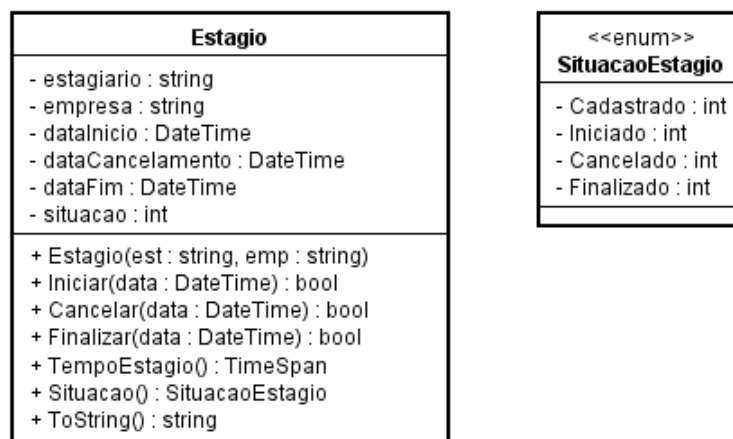 Estagio
- estagiario : string
- empresa : string
- dataInicio : DateTime
- dataCancelamento : DateTime
- dataFim : DateTime
- situacao : int
+ Estagio(est : string, emp : string)
+ Iniciar(data : DateTime) : bool
+ Cancelar(data : DateTime) : bool
+ Finalizar(data : DateTime) : bool
+ TempoEstagio() : TimeSpan
+ Situacao() : SituacaoEstagio
+ ToString() : string
<<enum>>
SituacaoEstagio
- Cadastrado : int
- Iniciado : int
- Cancelado : int
- Finalizado : int